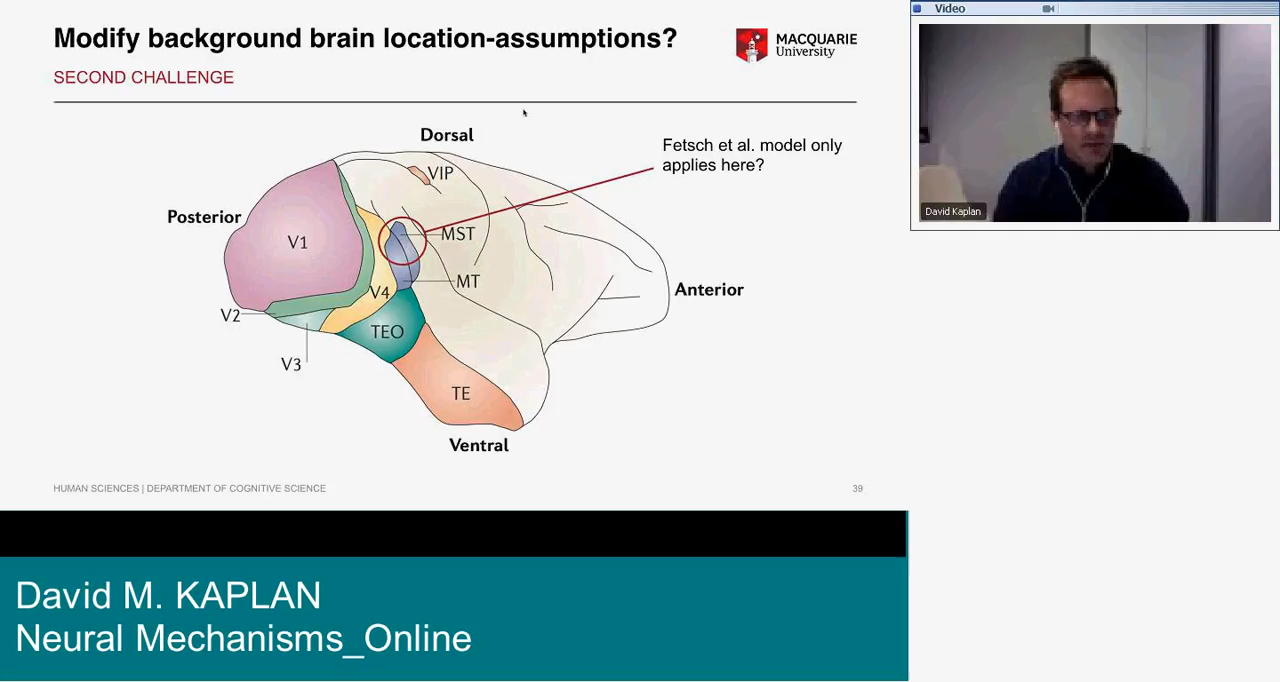 Modify background brain location-assumptions?
SECOND CHALLENGE
MACQUARIE
University
Video
David Kaplan
Dorsal
Fetsch et al. model only
applies here?
VIP
Posterior
V1
MST
MT
V4
Anterior
V2
TEO
V3
TE
Ventral
HUMAN SCIENCES | DEPARTMENT OF COGNITIVE SCIENCE
39
David M. KAPLAN
Neural Mechanisms_Online